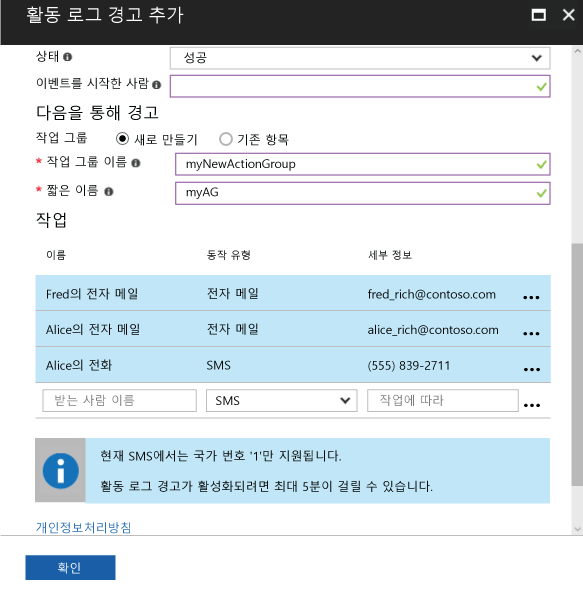 활동 로그 경고 추가
상태
성공
이벤트를 시작한 사람
다음을 통해 경고
작업 그룹 새로 만들기 기존 항목
* 작업 그룹 이름 myNewActionGroup
* 짧은 이름 myAG
작업
이름 동작 유형 세부 정보
Fred의 전자 메일 전자 메일 fred_rich@contoso.com ...
Alice의 전자 메일 전자 메일 alice_rich@contoso.com ...
Alice의 전화 SMS (555) 839-2711 ...
받는 사람 이름 SMS 작업에 따라 ...
현재 SMS에서는 국가 번호 '1'만 지원됩니다.
활동 로그 경고가 활성화되려면 최대 5분이 걸릴 수 있습니다.
개인정보처리방침
확인